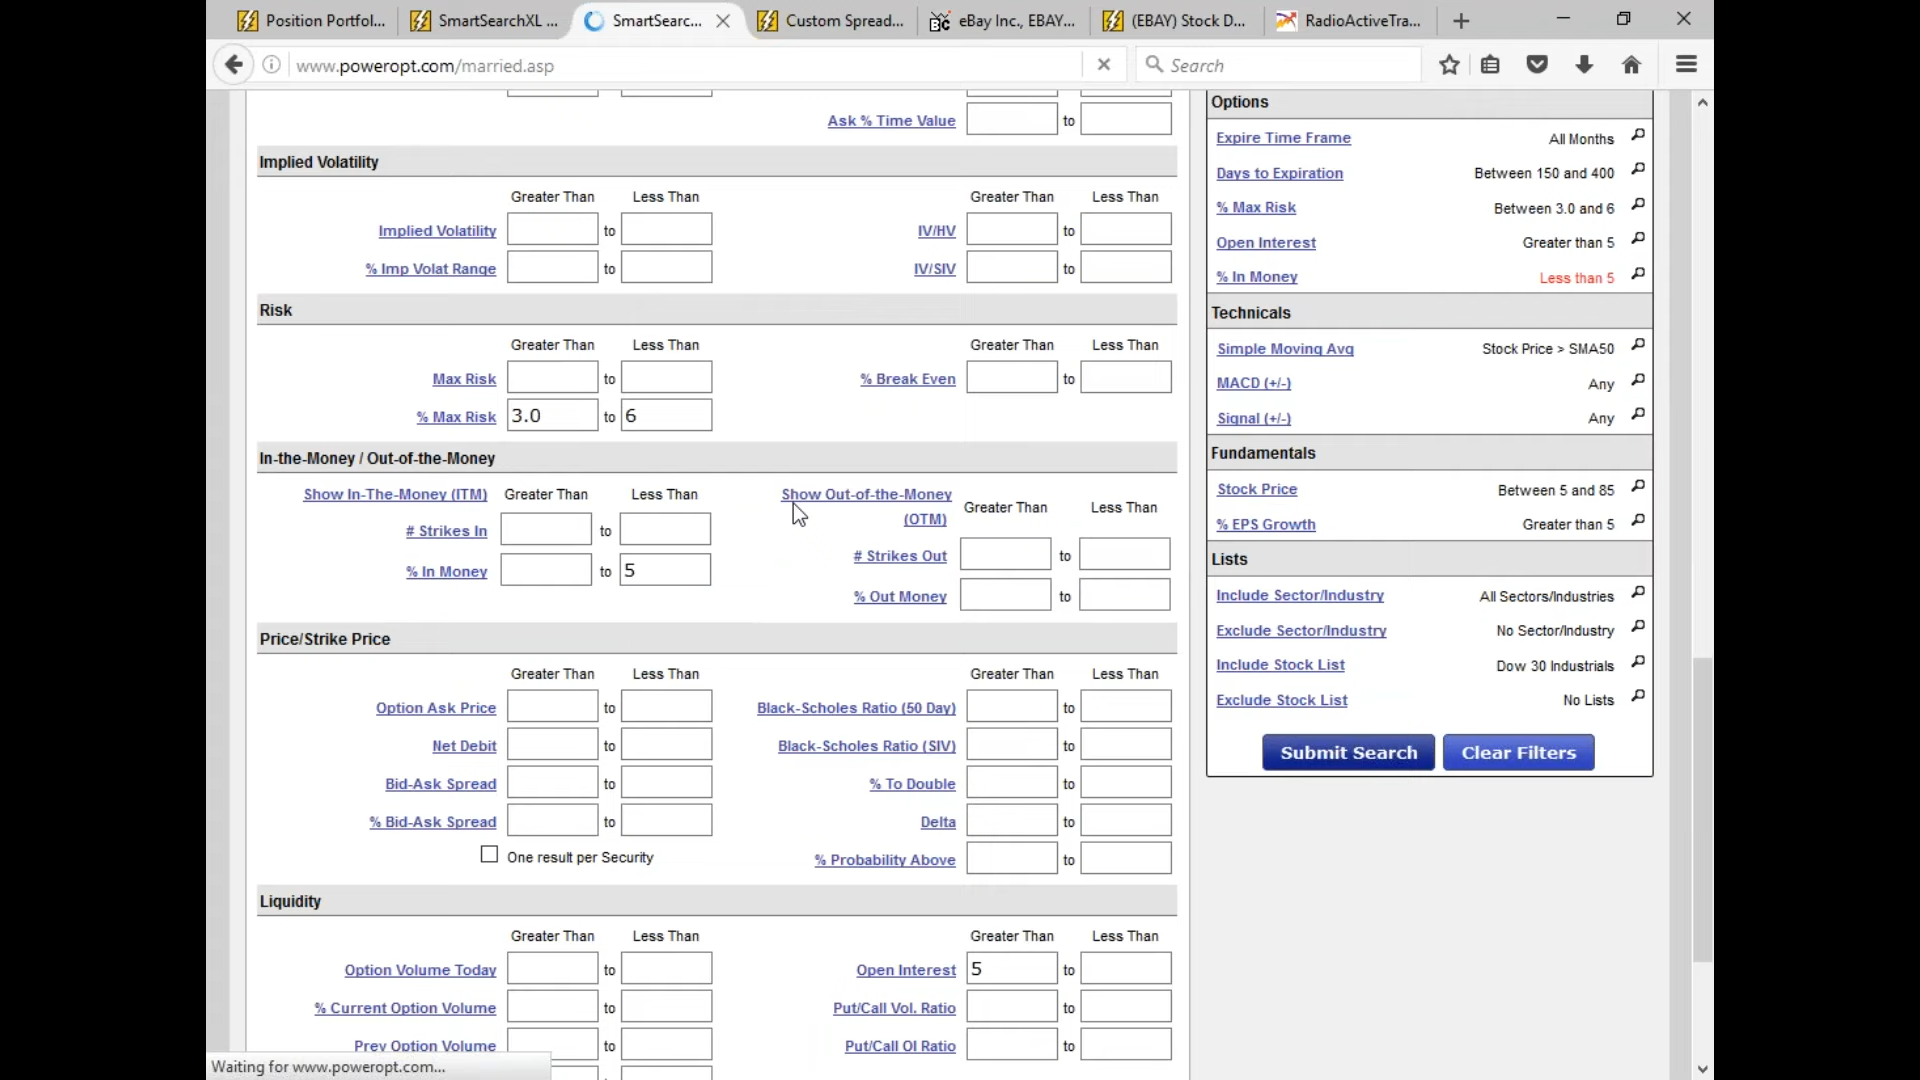 Position Portfol...
SmartSearchXL ...
SmartSearc...
Custom Spread...
BC eBay Inc., EBAY...
(EBAY) Stock D...
RadioActiveTra...
www.poweropt.com/married.asp
Search
Ask % Time Value to
Implied Volatility
Greater Than Less Than Greater Than Less Than
Implied Volatility to IV/HV to
% Imp Volat Range to IV/SIV to
Risk
Greater Than Less Than Greater Than Less Than
Max Risk to % Break Even to
% Max Risk 3.0 to 6
In-the-Money / Out-of-the-Money
Show In-The-Money (ITM) Greater Than Less Than
Show Out-of-the-Money
(OTM) Greater Than Less Than
# Strikes In to
# Strikes Out to
% In Money to 5
% Out Money to
Price/Strike Price
Greater Than Less Than Greater Than Less Than
Option Ask Price to Black-Scholes Ratio (50 Day) to
Net Debit to Black-Scholes Ratio (SIV) to
Bid-Ask Spread to % To Double to
% Bid-Ask Spread to Delta to
One result per Security % Probability Above to
Liquidity
Greater Than Less Than Greater Than Less Than
Option Volume Today to Open Interest 5 to
% Current Option Volume to Put/Call Vol. Ratio to
Prev Option Volume to Put/Call OI Ratio to
Waiting for www.poweropt.com...
Options
Expire Time Frame All Months
Days to Expiration Between 150 and 400
% Max Risk Between 3.0 and 6
Open Interest Greater than 5
% In Money Less than 5
Technicals
Simple Moving Avg Stock Price > SMA50
MACD (+/-) Any
Signal (+/-) Any
Fundamentals
Stock Price Between 5 and 85
% EPS Growth Greater than 5
Lists
Include Sector/Industry All Sectors/Industries
Exclude Sector/Industry No Sector/Industry
Include Stock List Dow 30 Industrials
Exclude Stock List No Lists
Submit Search Clear Filters